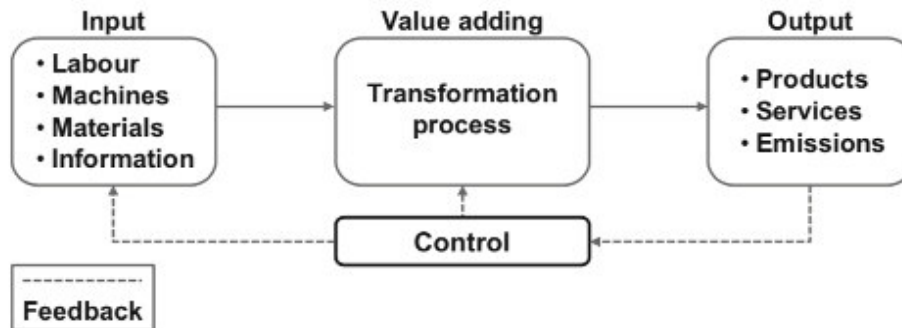 Input
Value adding
Output
• Labour
• Machines
• Materials
• Information
Transformation
process
• Products
• Services
• Emissions
Control
Feedback